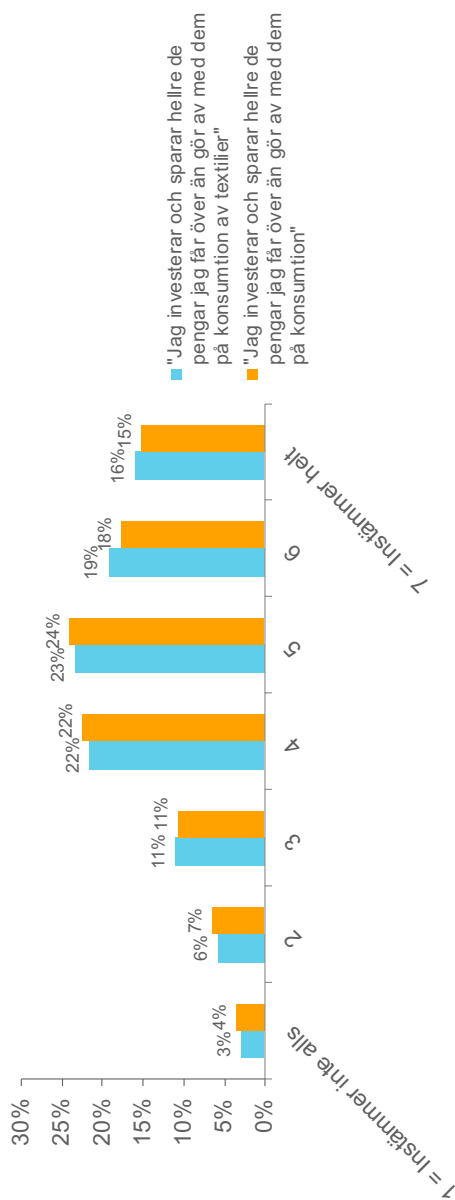 30%
25%
20%
15%
10%
5%
0%
3% 4%
6% 7%
11% 11%
22% 22%
23% 24%
19% 18%
16% 15%
1 = Instämmer inte alls
2
3
4
5
6
7 = Instämmer helt
"Jag investerar och sparar hellre de
pengar jag får över än gör av med dem
på konsumtion av textilier"
"Jag investerar och sparar hellre de
pengar jag får över än gör av med dem
på konsumtion"